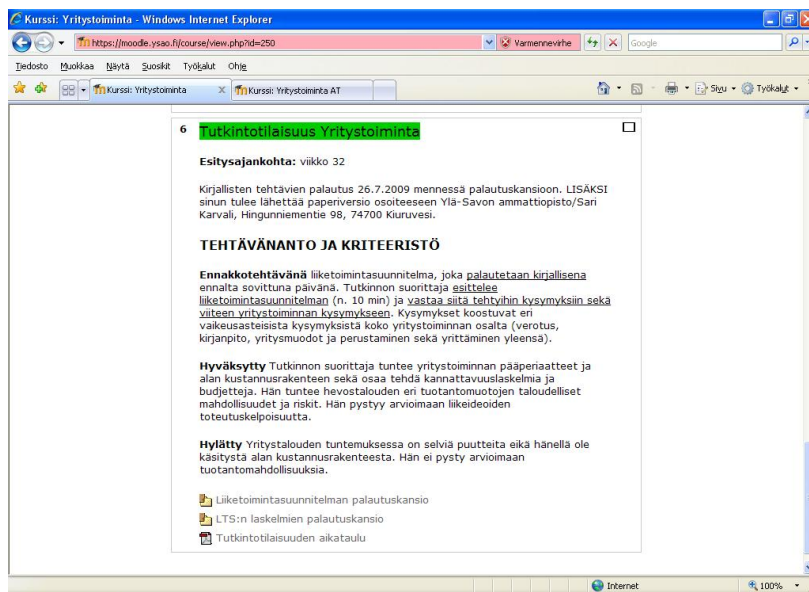 Kurssi: Yritystoiminta - Windows Internet Explorer
https://moodle.ysao.fi/course/view.php?id=250
Varmennevirhe
Google
Tiedosto Muokkaa Näytä Suosikit Työkalut Ohje
Kurssi: Yritystoiminta
Kurssi: Yritystoiminta AT
Sivu
Työkalut
6 Tutkintotilaisuus Yritystoiminta
Esitysajankohta: viikko 32
Kirjallisten tehtävien palautus 26.7.2009 mennessä palautuskansioon. LISÄKSI
sinun tulee lähettää paperiversio osoiteeseen Ylä-Savon ammattiopisto/Sari
Karvali, Hingunniementie 98, 74700 Kiuruvesi.
TEHTÄVÄNANTO JA KRITEERISTÖ
Ennakkotehtävänä liiketoimintasuunnitelma, joka palautetaan kirjallisena
ennalta sovittuna päivänä. Tutkinnon suorittaja esittelee
liiketoimintasuunnitelman (n. 10 min) ja vastaa siitä tehtyihin kysymyksiin sekä
viiteen yritystoiminnan kysymykseen. Kysymykset koostuvat eri
vaikeusasteisista kysymyksistä koko yritystoiminnan osalta (verotus,
kirjanpito, yritysmuodot ja perustaminen sekä yrittäminen yleensä).
Hyväksytty Tutkinnon suorittaja tuntee yritystoiminnan pääperiaatteet ja
alan kustannusrakenteen sekä osaa tehdä kannattavuuslaskelmia ja
budjetteja. Hän tuntee hevostalouden eri tuotantomuotojen taloudelliset
mahdollisuudet ja riskit. Hän pystyy arvioimaan liikeideoiden
toteutuskelpoisuutta.
Hylätty Yritystalouden tuntemuksessa on selviä puutteita eikä hänellä ole
käsitystä alan kustannusrakenteesta. Hän ei pysty arvioimaan
tuotantomahdollisuuksia.
Liiketoimintasuunnitelman palautuskansio
LTS:n laskelmien palautuskansio
Tutkintotilaisuuden aikataulu
Internet
100%